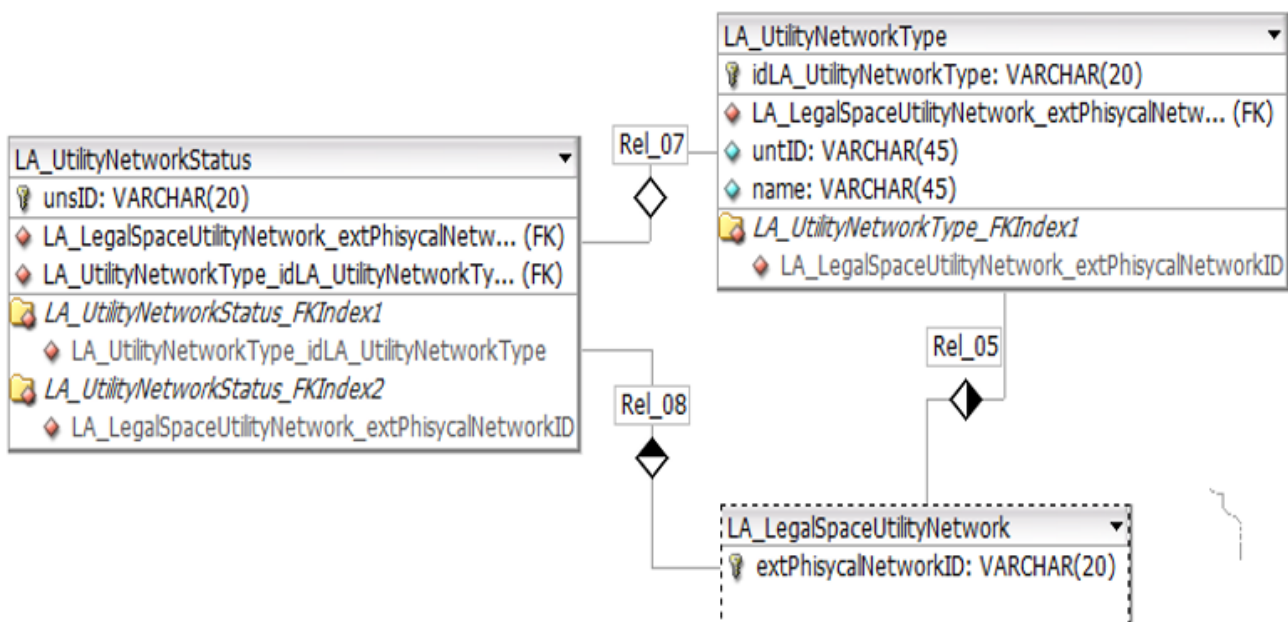 LA_UtilityNetworkType
idLA_UtilityNetworkType: VARCHAR(20)
LA_LegalSpaceUtilityNetwork_extPhisycalNetw... (FK)
untID: VARCHAR(45)
name: VARCHAR(45)
LA_UtilityNetworkType_FKIndex1
LA_LegalSpaceUtilityNetwork_extPhisycalNetworkID
Rel_07
LA_UtilityNetworkStatus
unsID: VARCHAR(20)
LA_LegalSpaceUtilityNetwork_extPhisycalNetw... (FK)
LA_UtilityNetworkType_idLA_UtilityNetworkTy... (FK)
LA_UtilityNetworkStatus_FKIndex1
LA_UtilityNetworkType_idLA_UtilityNetworkType
LA_UtilityNetworkStatus_FKIndex2
LA_LegalSpaceUtilityNetwork_extPhisycalNetworkID
Rel_05
Rel_08
LA_LegalSpaceUtilityNetwork
extPhisycalNetworkID: VARCHAR(20)